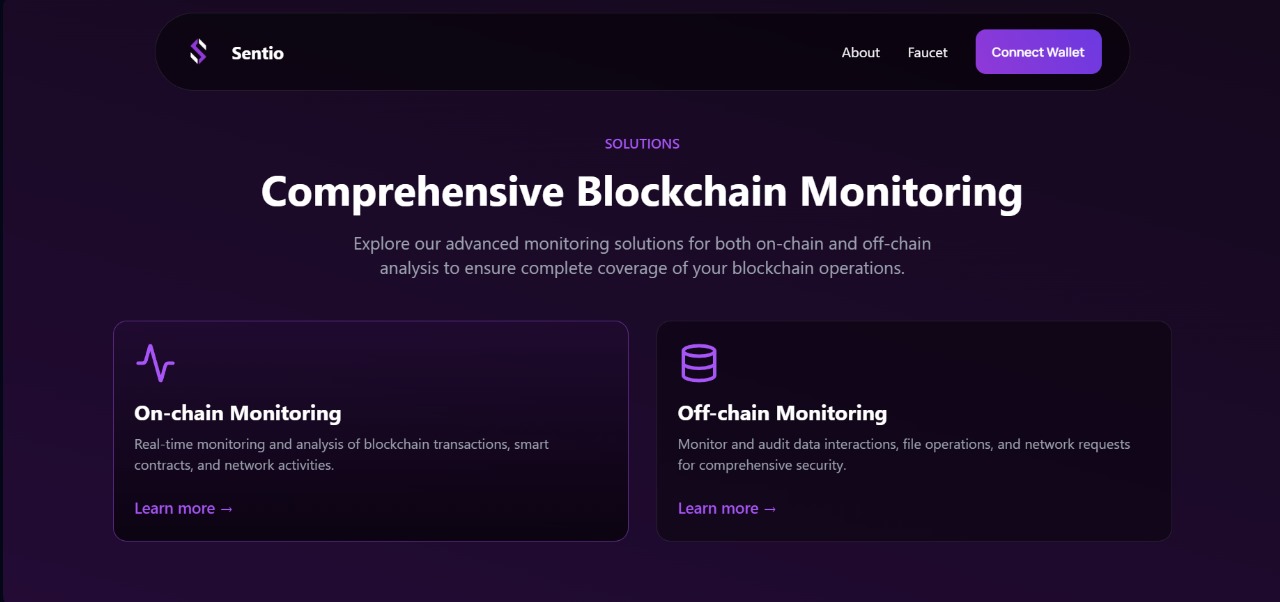 Sentio
About
Faucet
Connect Wallet
SOLUTIONS
Comprehensive Blockchain Monitoring
Explore our advanced monitoring solutions for both on-chain and off-chain
analysis to ensure complete coverage of your blockchain operations.
On-chain Monitoring
Real-time monitoring and analysis of blockchain transactions, smart
contracts, and network activities.
Learn more →
Off-chain Monitoring
Monitor and audit data interactions, file operations, and network requests
for comprehensive security.
Learn more →